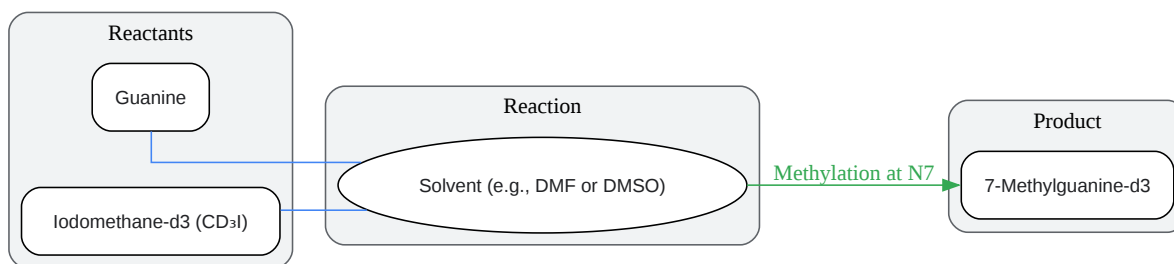 Reactants
Guanine
Iodomethane-d3 (CD₃I)
Reaction
Solvent (e.g., DMF or DMSO)
Methylation at N7
Product
7-Methylguanine-d3